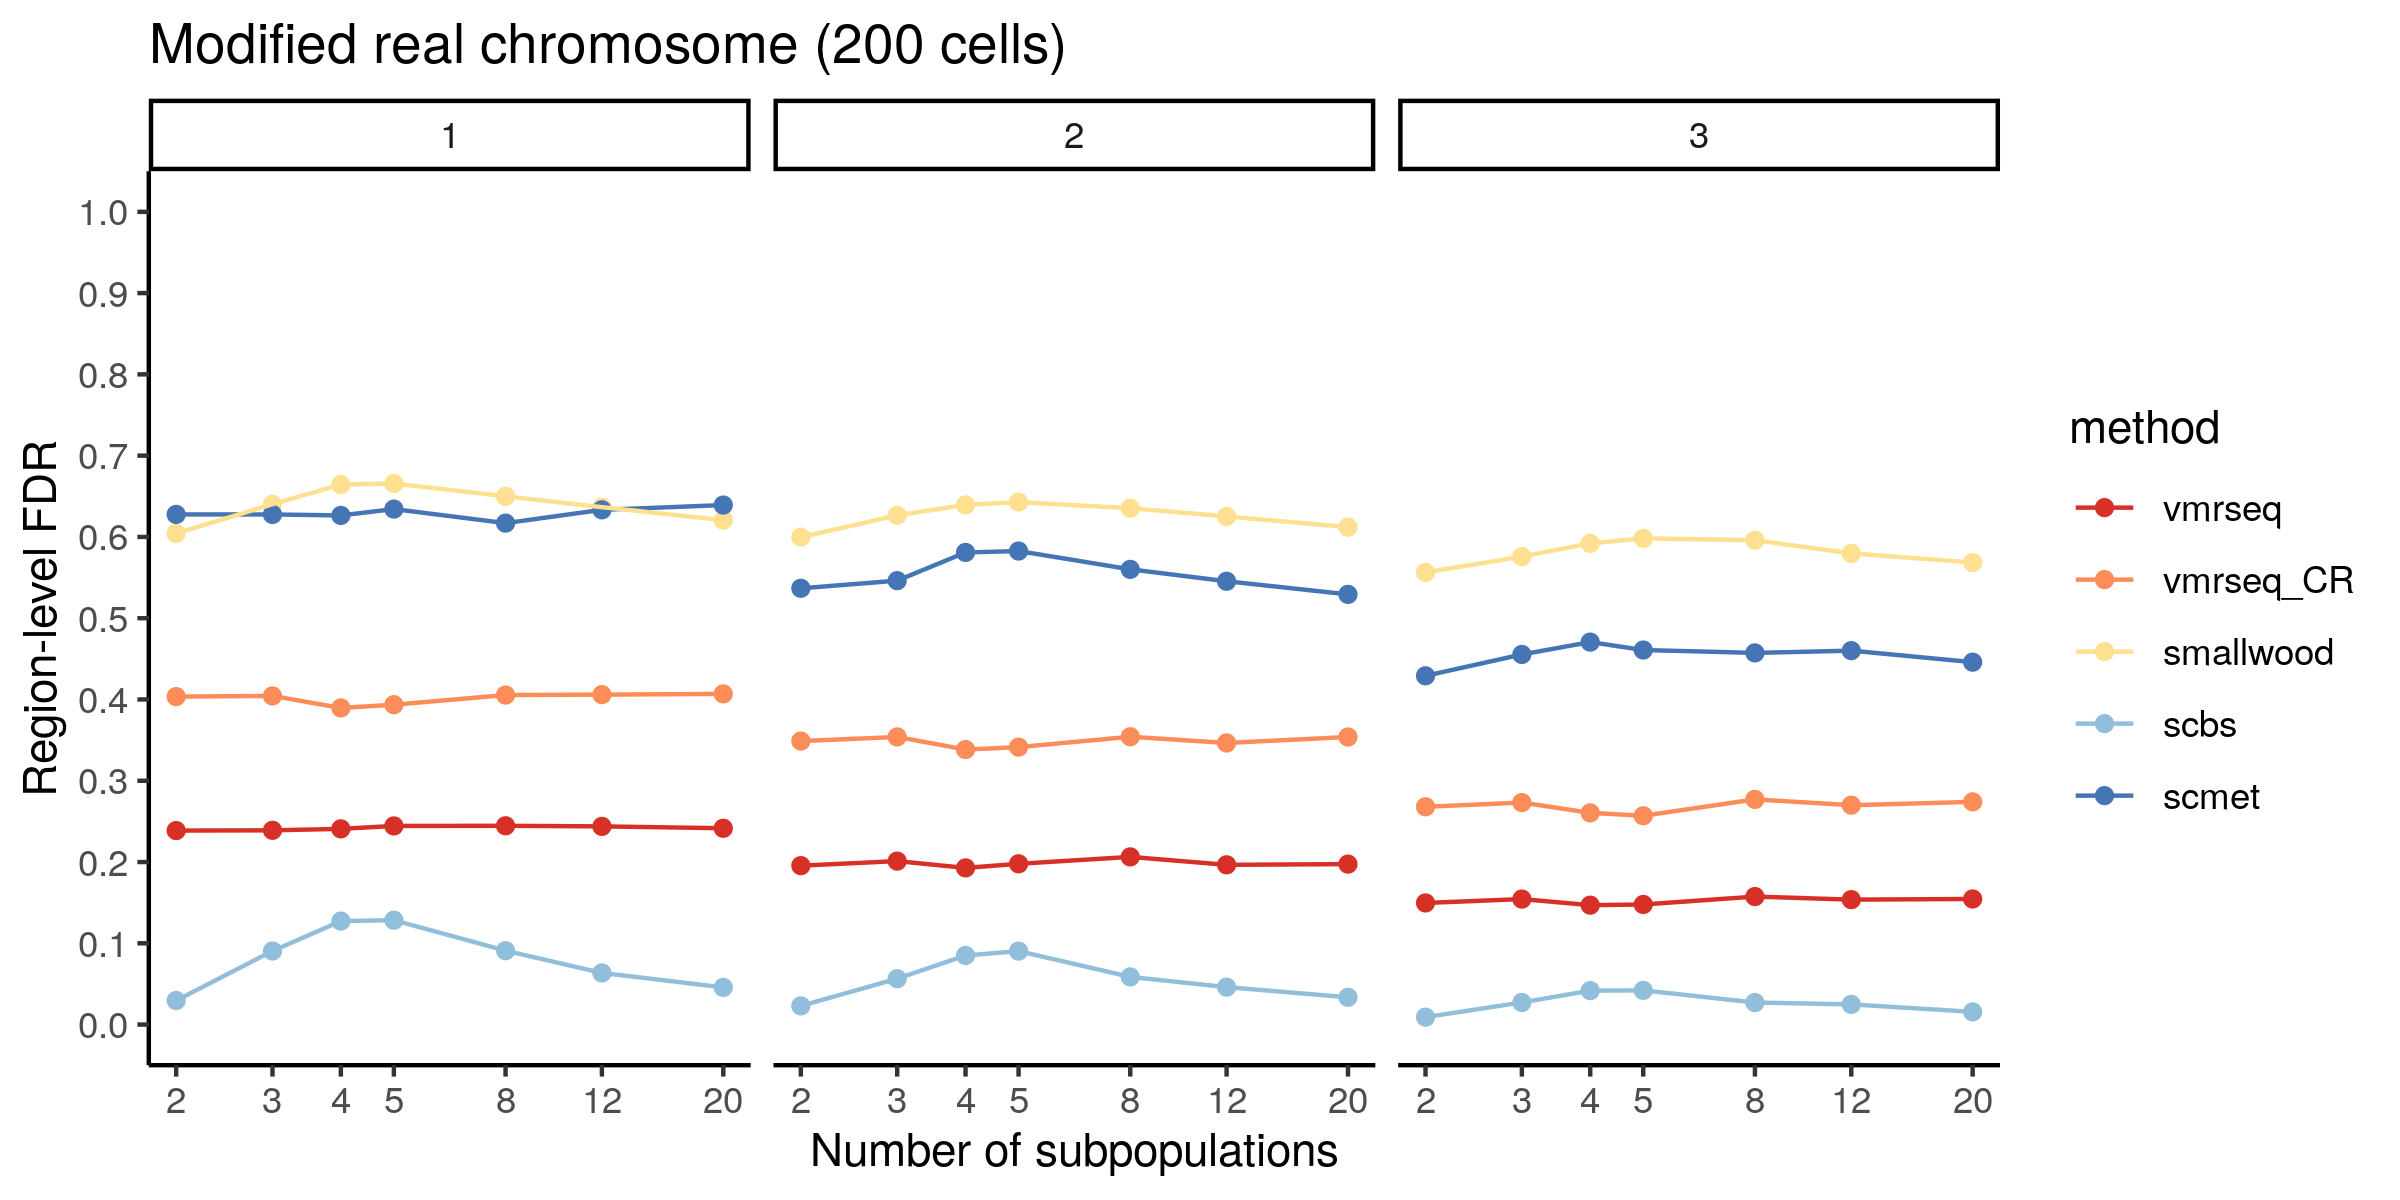 Modified real chromosome (200 cells)
1
2
3
1.0
0.9
0.8
0.7
0.6
0.5
0.4
0.3
0.2
0.1
0.0
Region-level FDR
2 3 4 5 8 12 20
2 3 4 5 8 12 20
2 3 4 5 8 12 20
Number of subpopulations
method
vmrseq
vmrseq_CR
smallwood
scbs
scmet